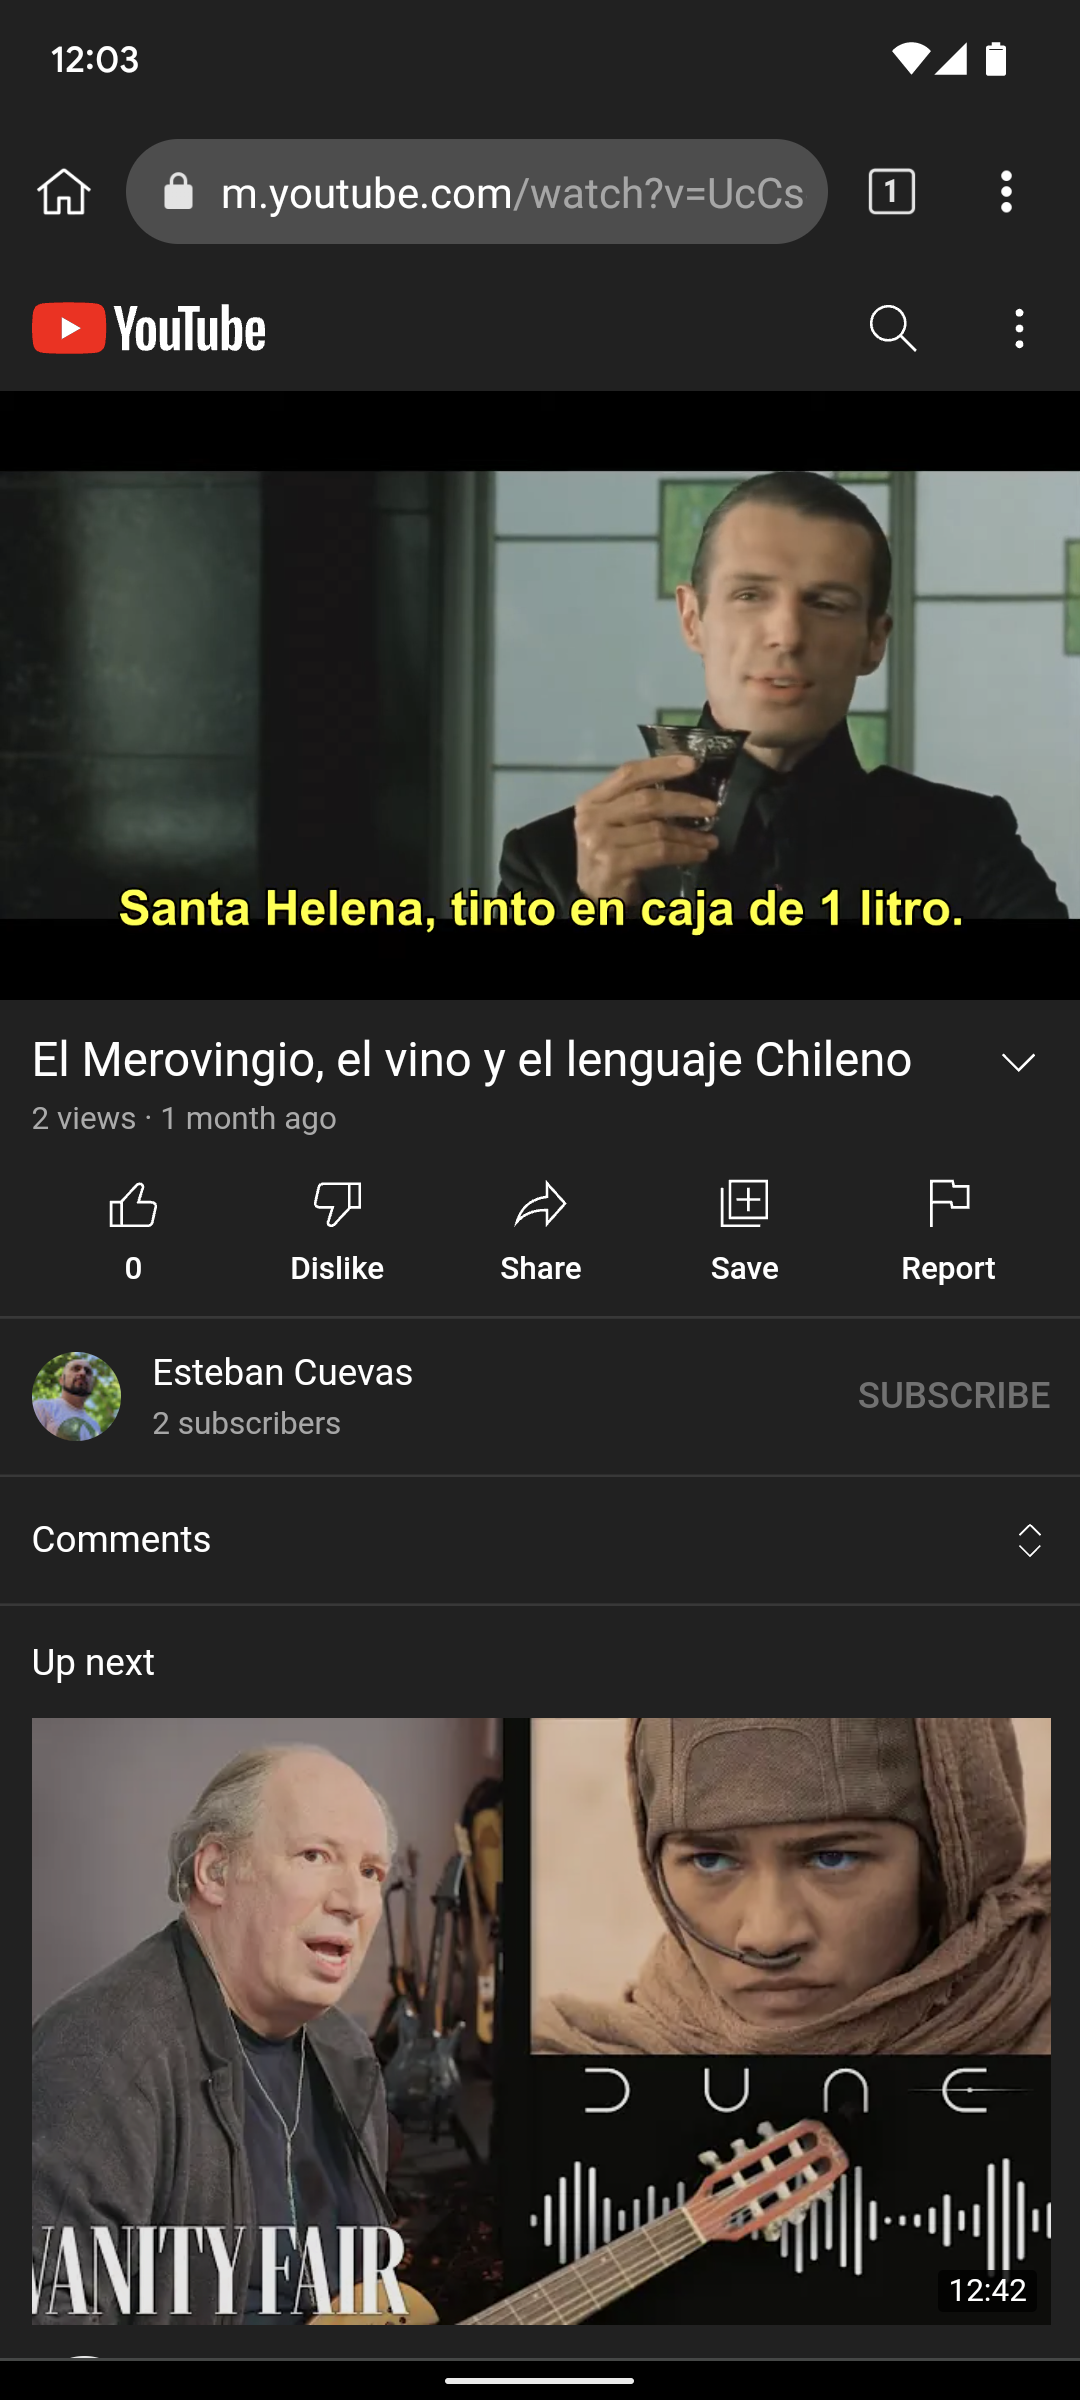 12:03
m.youtube.com/watch?v=UcCs
1
YouTube
Santa Helena, tinto en caja de 1 litro.
El Merovingio, el vino y el lenguaje Chileno
2 views · 1 month ago
0
Dislike
Share
Save
Report
Esteban Cuevas
2 subscribers
SUBSCRIBE
Comments
Up next
DUNE
VANITY FAIR
12:42